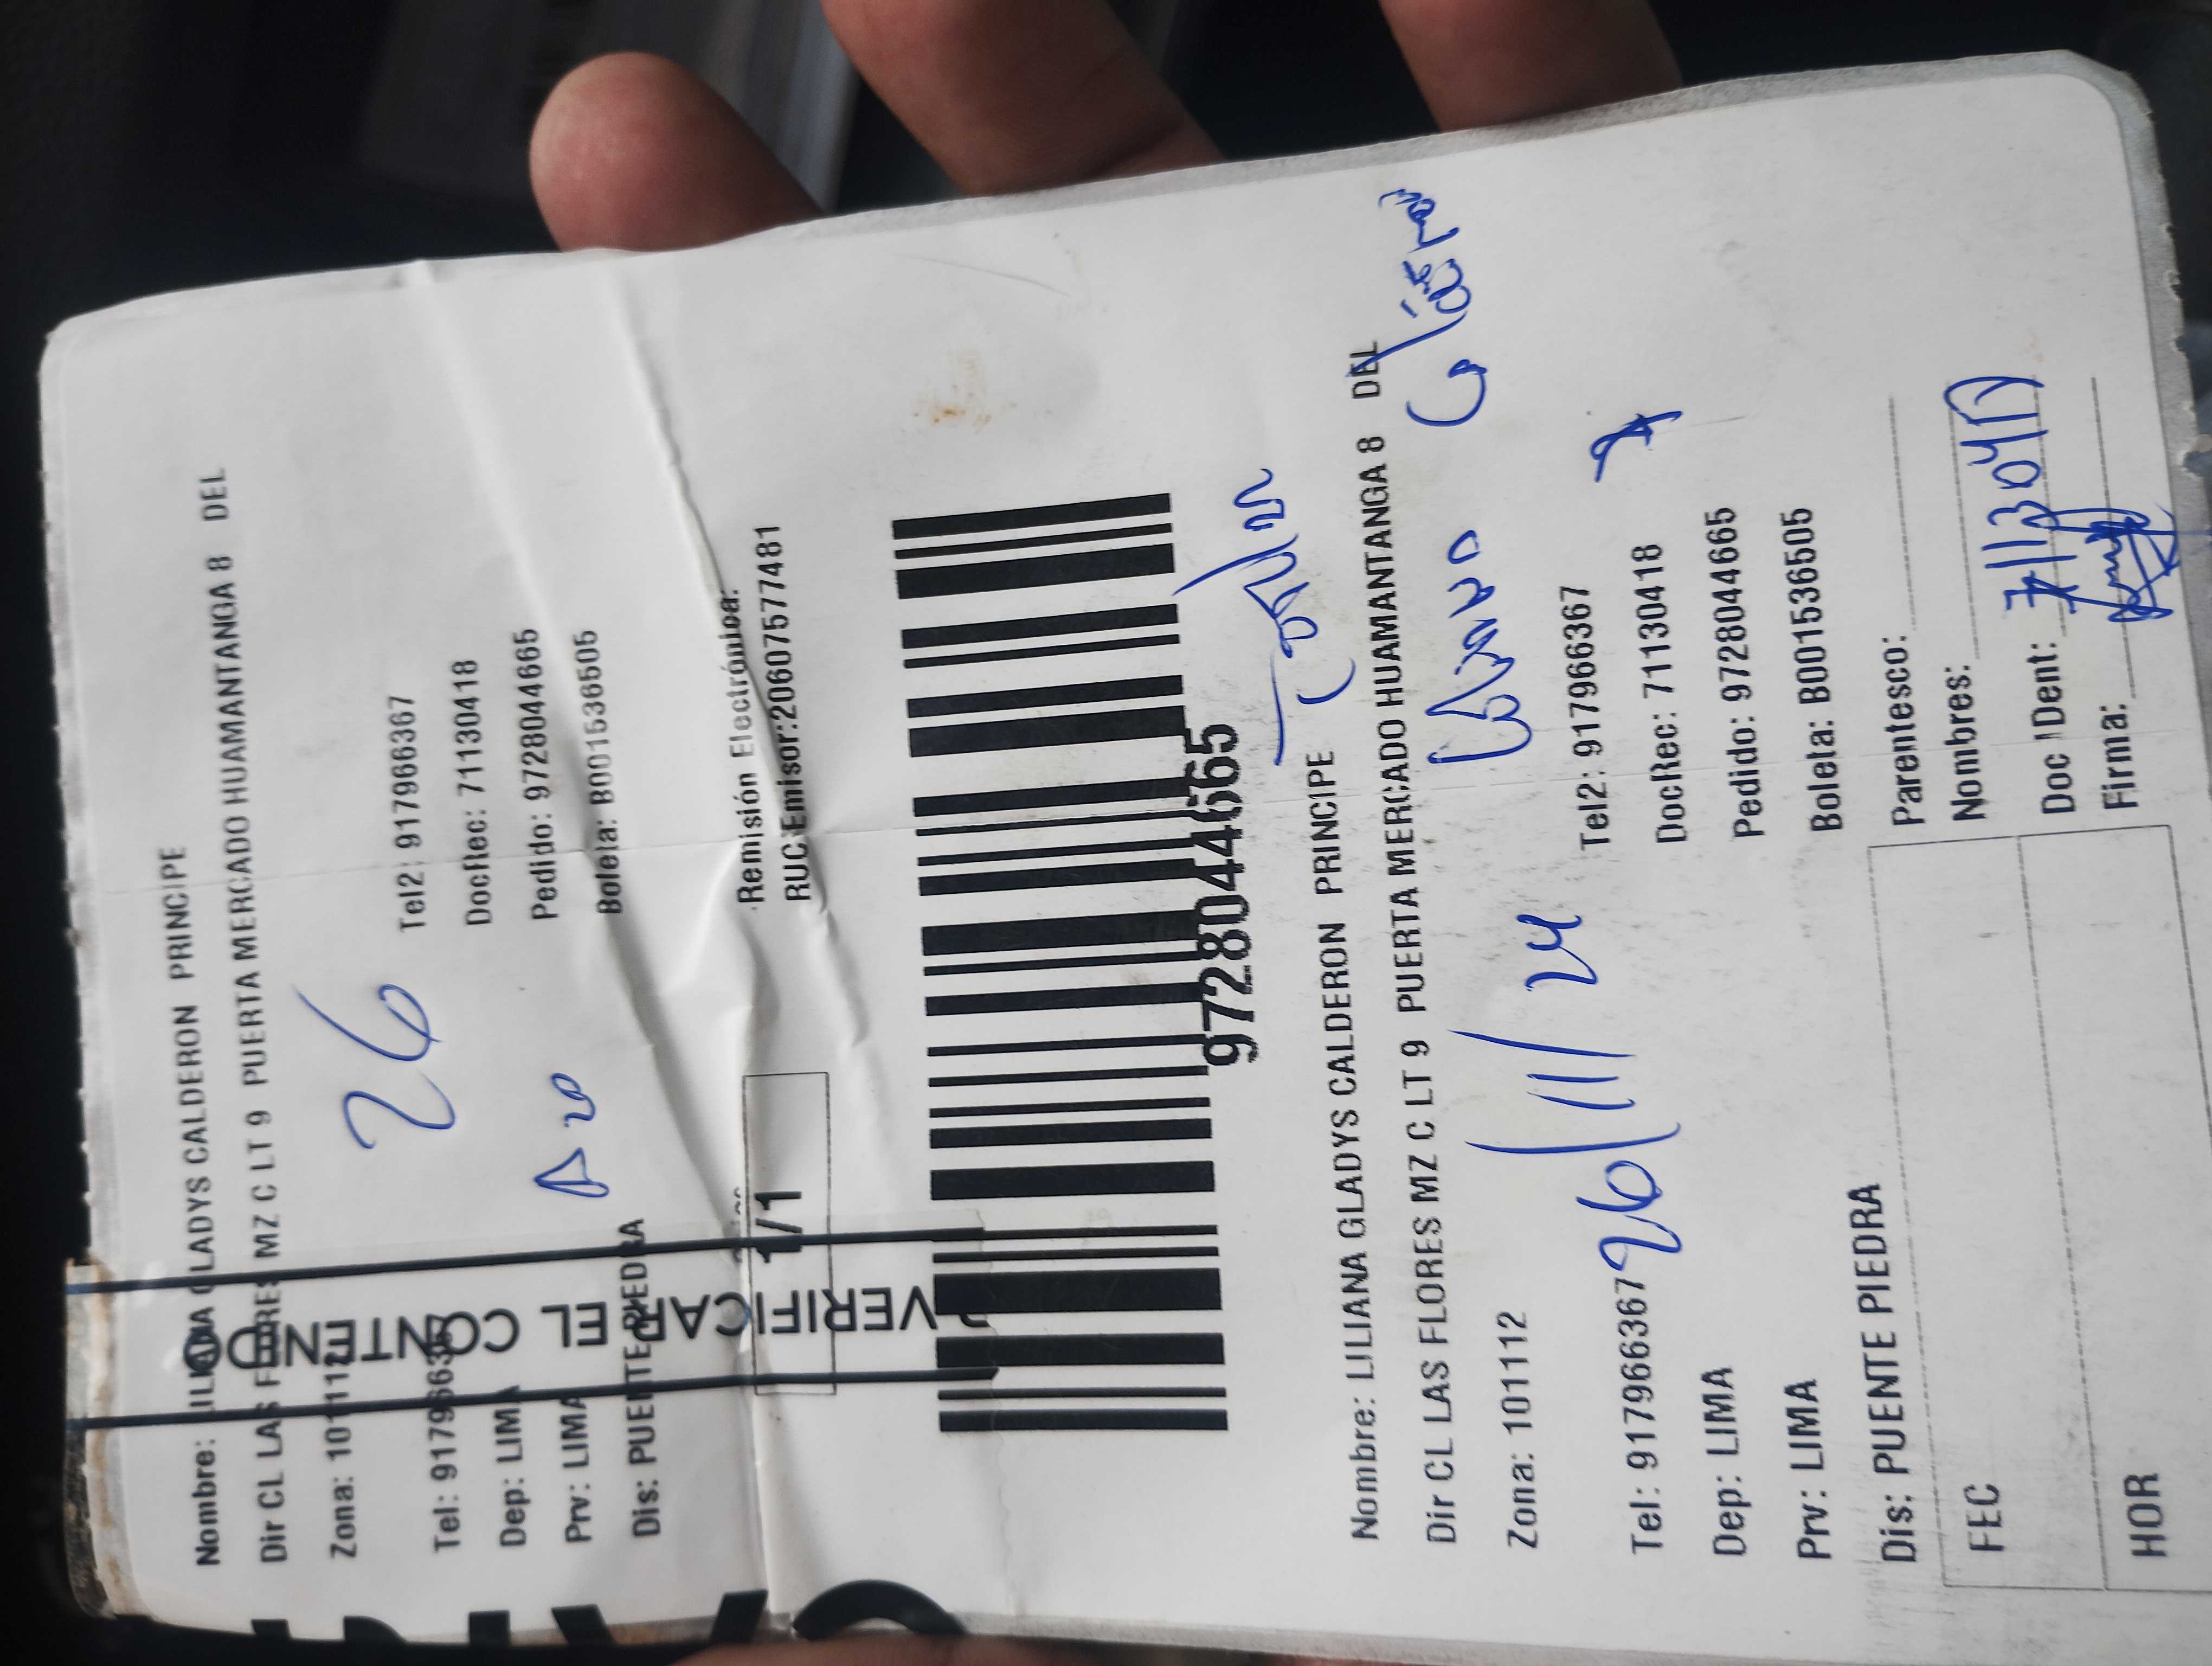 Nombre: LILIANA GLADYS CALDERON PRINCIPE
Dir CL LAS FLORES MZ C LT 9 PUERTA MERCADO HUAMANTANGA 8 DEL
Zona: 101112
26
Tel: 917966367
Tel2: 917966367
Dep: LIMA
DocRec: 71130418
Prv: LIMA
Pedido: 9728044665
Dis: PUENTE PIEDRA
Boleta: B001536505
VERIFICAR EL CONTENIDO
1/1
Remisión Electrónica:
RUC Emisor:20607577481
9728044665
Nombre: LILIANA GLADYS CALDERON PRINCIPE
Dir CL LAS FLORES MZ C LT 9 PUERTA MERCADO HUAMANTANGA 8 DEL
Zona: 101112
26/11/24
Tel: 917966367
Tel2: 917966367
Dep: LIMA
DocRec: 71130418
Prv: LIMA
Pedido: 9728044665
Dis: PUENTE PIEDRA
Boleta: B001536505
FEC
Parentesco:
Nombres:
HOR
Doc IDent:
Firma: